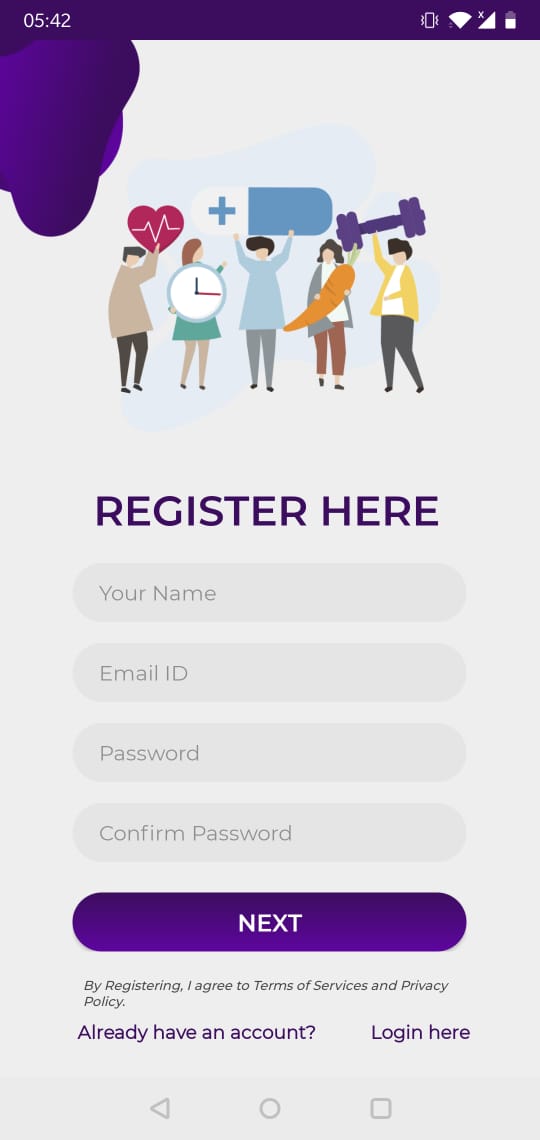 05:42
REGISTER HERE
Your Name
Email ID
Password
Confirm Password
NEXT
By Registering, I agree to Terms of Services and Privacy
Policy.
Already have an account? Login here